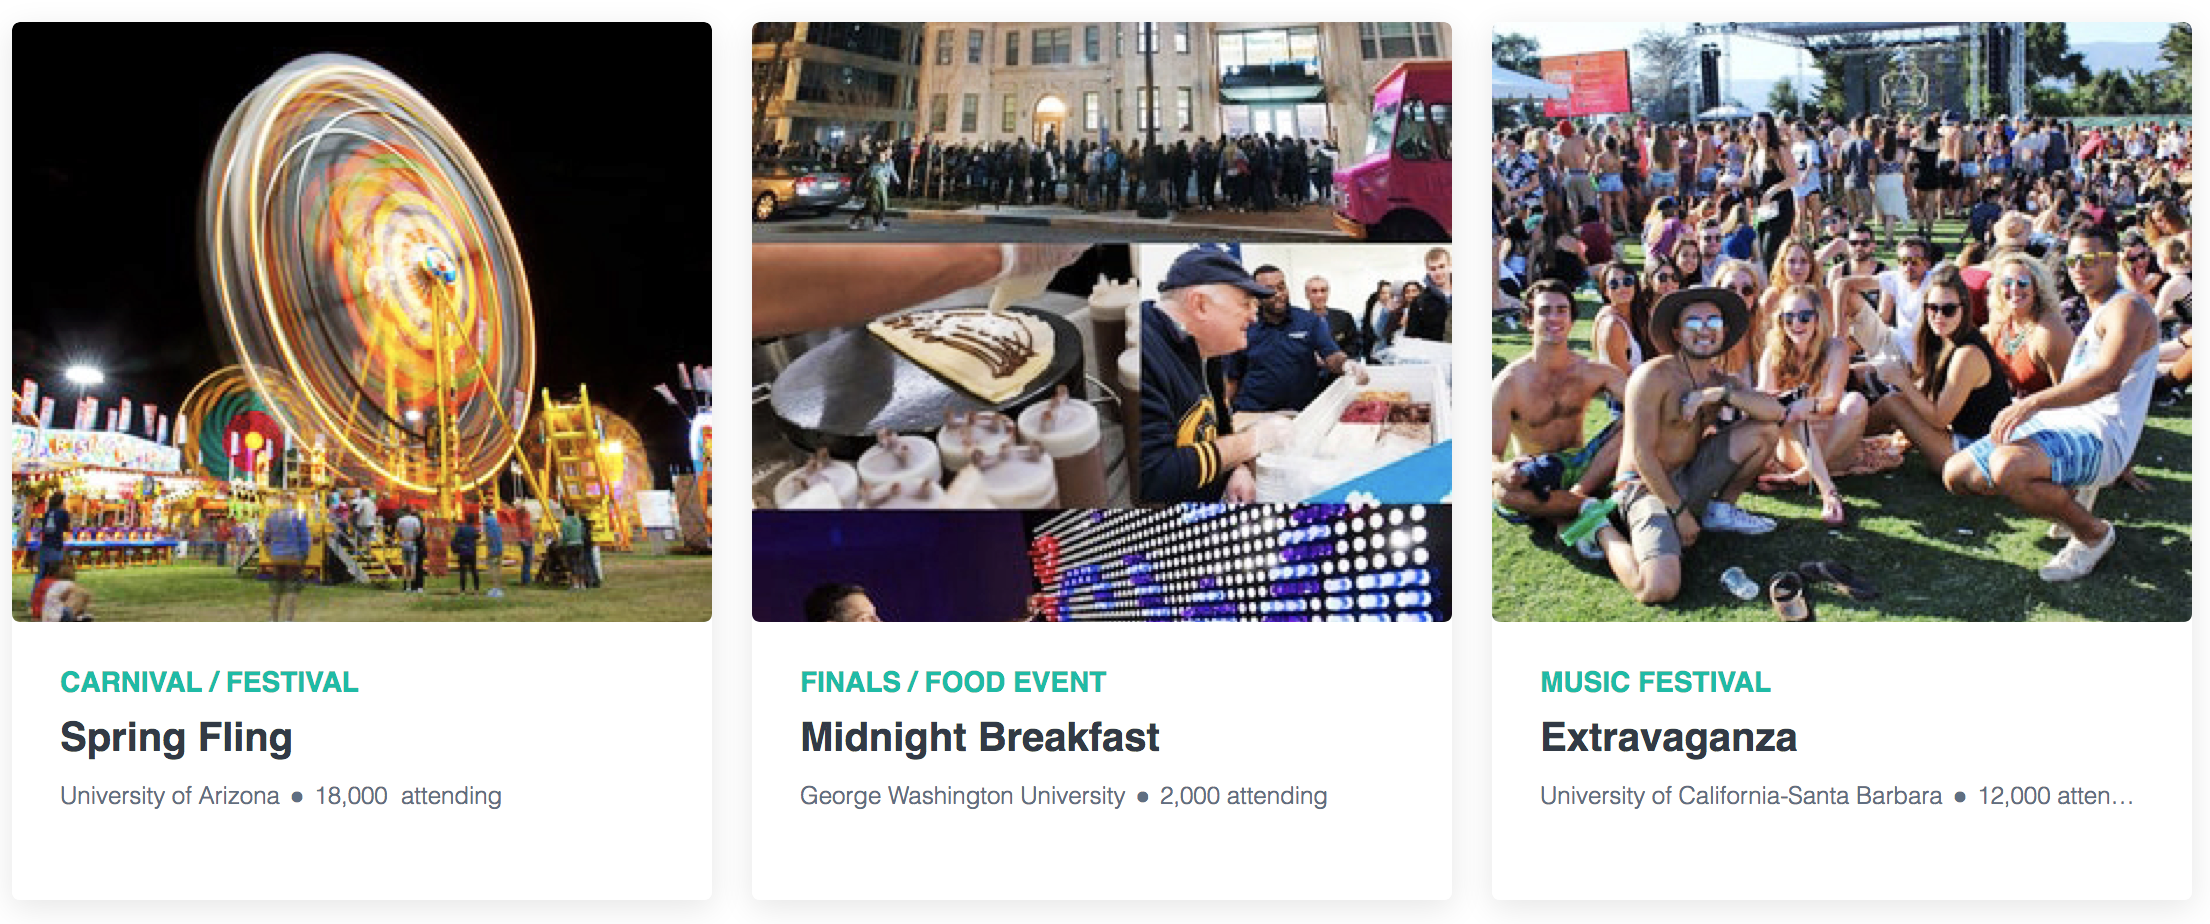 CARNIVAL / FESTIVAL
Spring Fling
University of Arizona ● 18,000 attending
FINALS / FOOD EVENT
Midnight Breakfast
George Washington University ● 2,000 attending
MUSIC FESTIVAL
Extravaganza
University of California-Santa Barbara ● 12,000 atten…